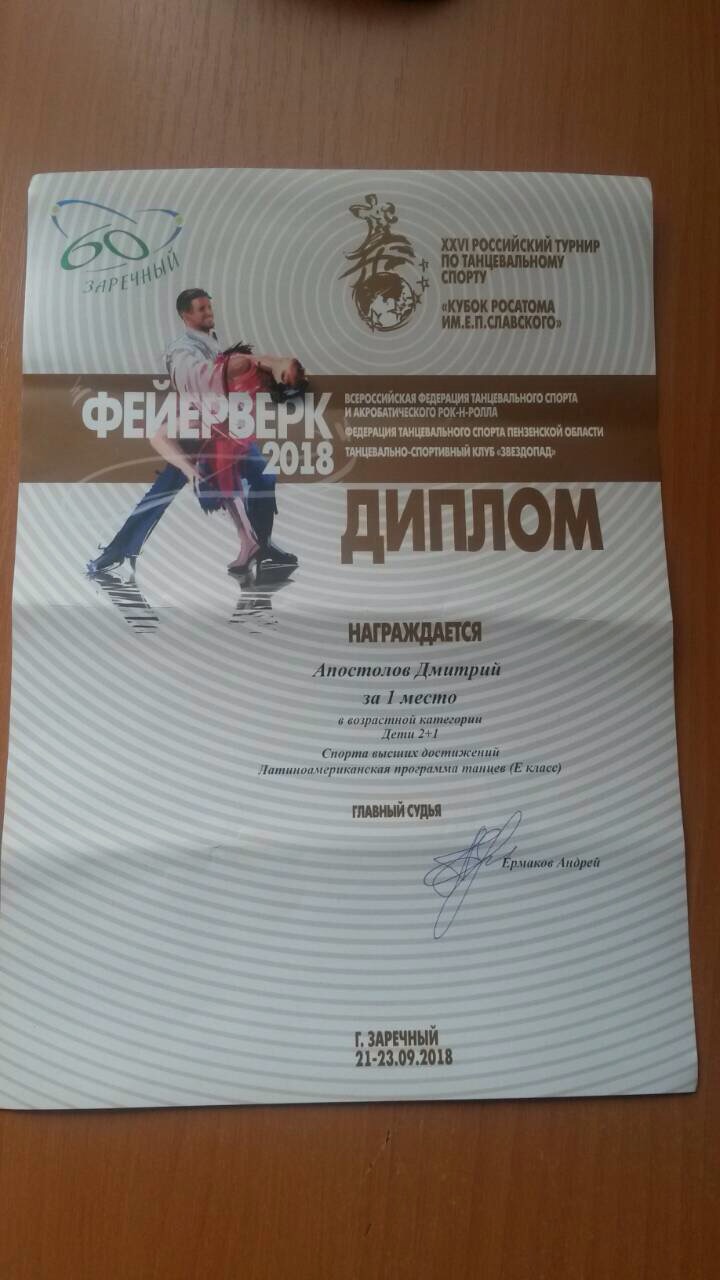 60
ЗАРЕЧНЫЙ
XXVI РОССИЙСКИЙ ТУРНИР
ПО ТАНЦЕВАЛЬНОМУ
СПОРТУ
«КУБОК РОСАТОМА
ИМ.Е.П.СЛАВСКОГО»
ФЕЙЕРВЕРК
2018
ВСЕРОССИЙСКАЯ ФЕДЕРАЦИЯ ТАНЦЕВАЛЬНОГО СПОРТА
И АКРОБАТИЧЕСКОГО РОК-Н-РОЛЛА
ФЕДЕРАЦИЯ ТАНЦЕВАЛЬНОГО СПОРТА ПЕНЗЕНСКОЙ ОБЛАСТИ
ТАНЦЕВАЛЬНО-СПОРТИВНЫЙ КЛУБ «ЗВЕЗДОПАД»
ДИПЛОМ
НАГРАЖДАЕТСЯ
Апостолов Дмитрий
за 1 место
в возрастной категории
Дети 2+1
Спорта высших достижений
Латиноамериканская программа танцев (Е класс)
ГЛАВНЫЙ СУДЬЯ
Ермаков Андрей
Г. ЗАРЕЧНЫЙ
21-23.09.2018